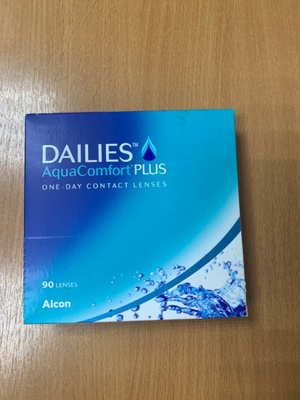 DAILIES™
AquaComfort® PLUS
ONE-DAY CONTACT LENSES
90 LENSES
Alcon